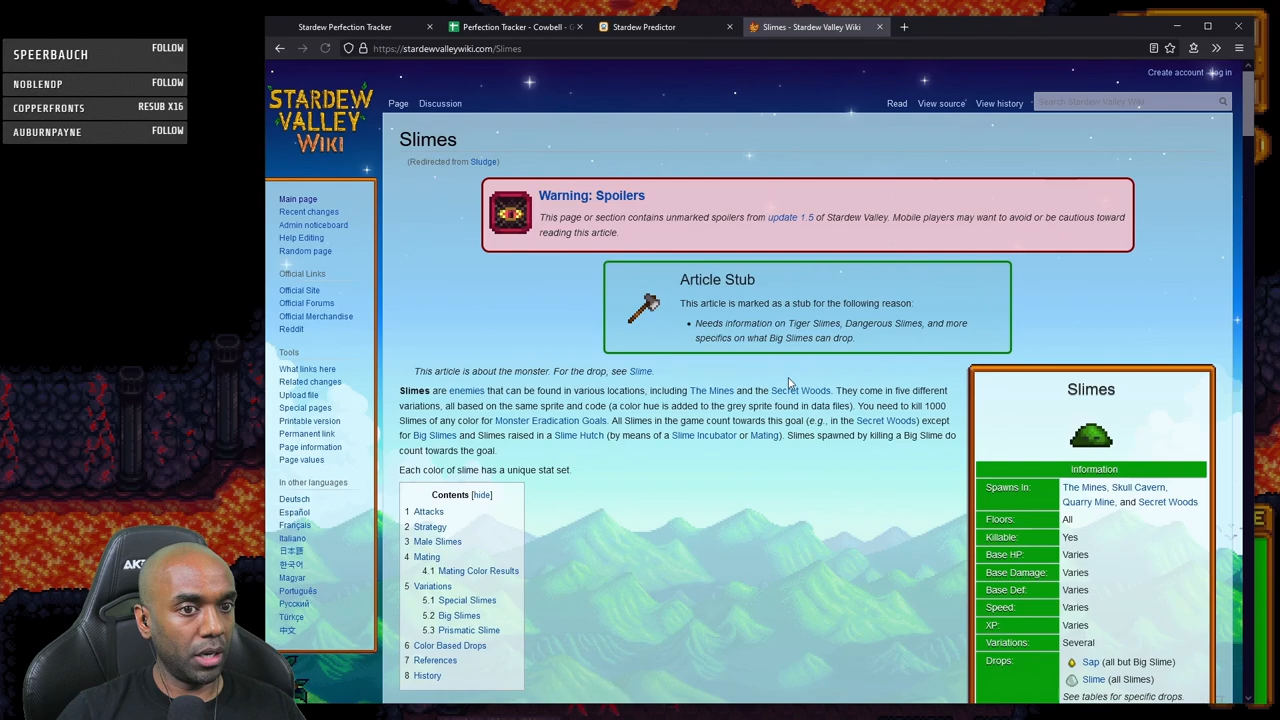 SPEERBAUCH FOLLOW
NOBLENDP FOLLOW
COPPERFRONTS RESUB X16
AUBURNPAYNE FOLLOW
Stardew Perfection Tracker
Perfection Tracker - Cowbell - G
Stardew Predictor
Slimes - Stardew Valley Wiki
https://stardewvalleywiki.com/Slimes
STARDEW
VALLEY
WIKI
Create account
Log in
Page
Discussion
Read
View source
View history
Search Stardew Valley Wiki
Main page
Recent changes
Admin noticeboard
Help Editing
Random page
Official Links
Official Site
Official Forums
Official Merchandise
Reddit
Tools
What links here
Related changes
Upload file
Special pages
Printable version
Permanent link
Page information
Page values
In other languages
Deutsch
Español
Français
Italiano
日本語
한국어
Magyar
Português
Русский
Türkçe
中文
Slimes
(Redirected from Sludge)
Warning: Spoilers
This page or section contains unmarked spoilers from update 1.5 of Stardew Valley. Mobile players may want to avoid or be cautious toward
reading this article.
Article Stub
This article is marked as a stub for the following reason:
• Needs information on Tiger Slimes, Dangerous Slimes, and more
specifics on what Big Slimes can drop.
This article is about the monster. For the drop, see Slime.
Slimes are enemies that can be found in various locations, including The Mines and the Secret Woods. They come in five different
variations, all based on the same sprite and code (a color hue is added to the grey sprite found in data files). You need to kill 1000
Slimes of any color for Monster Eradication Goals. All Slimes in the game count towards this goal (e.g., in the Secret Woods) except
for Big Slimes and Slimes raised in a Slime Hutch (by means of a Slime Incubator or Mating). Slimes spawned by killing a Big Slime do
count towards the goal.
Each color of slime has a unique stat set.
Contents [hide]
1 Attacks
2 Strategy
3 Male Slimes
4 Mating
4.1 Mating Color Results
5 Variations
5.1 Special Slimes
5.2 Big Slimes
5.3 Prismatic Slime
6 Color Based Drops
7 References
8 History
Slimes
Information
Spawns In: The Mines, Skull Cavern,
Quarry Mine, and Secret Woods
Floors: All
Killable: Yes
Base HP: Varies
Base Damage: Varies
Base Def: Varies
Speed: Varies
XP: Varies
Variations: Several
Drops: Sap (all but Big Slime)
Slime (all Slimes)
See tables for specific drops.